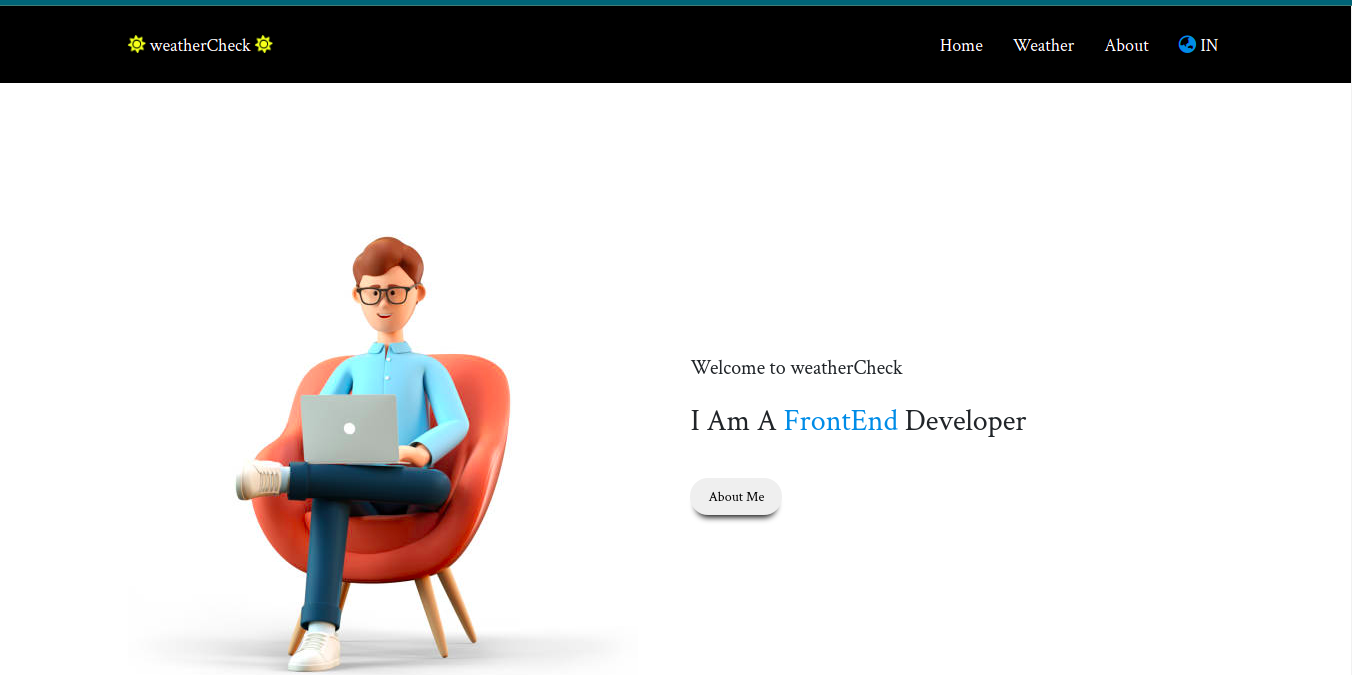 weatherCheck
Home Weather About IN
Welcome to weatherCheck
I Am A FrontEnd Developer
About Me